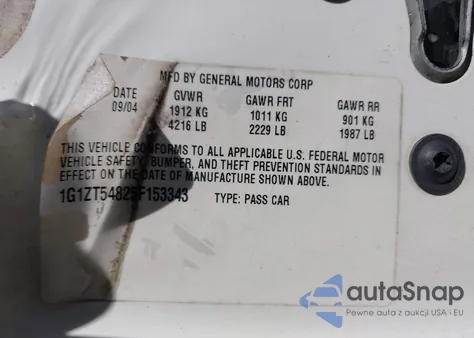 MFD BY GENERAL MOTORS CORP
DATE GVWR GAWR FRT GAWR RR
09/04 1912 KG 1011 KG 901 KG
4216 LB 2229 LB 1987 LB
THIS VEHICLE CONFORMS TO ALL APPLICABLE U.S. FEDERAL MOTOR
VEHICLE SAFETY, BUMPER, AND THEFT PREVENTION STANDARDS IN
EFFECT ON THE DATE OF MANUFACTURE SHOWN ABOVE.
1G1ZT54825F153343 TYPE: PASS CAR
autaSnap
Pewne auta z aukcji USA i EU